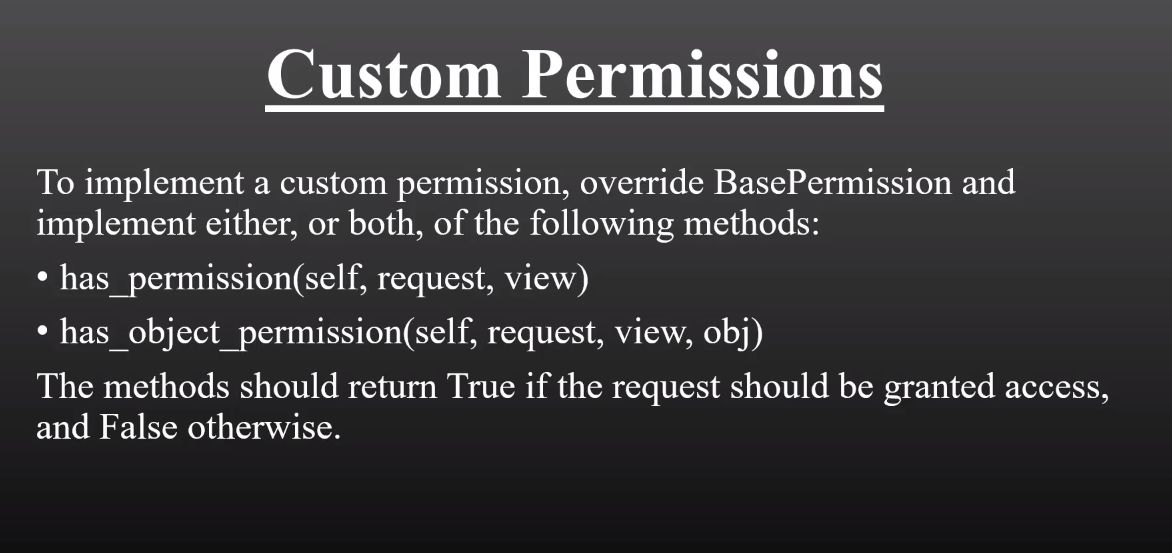 Custom Permissions
To implement a custom permission, override BasePermission and
implement either, or both, of the following methods:
• has_permission(self, request, view)
• has_object_permission(self, request, view, obj)
The methods should return True if the request should be granted access,
and False otherwise.